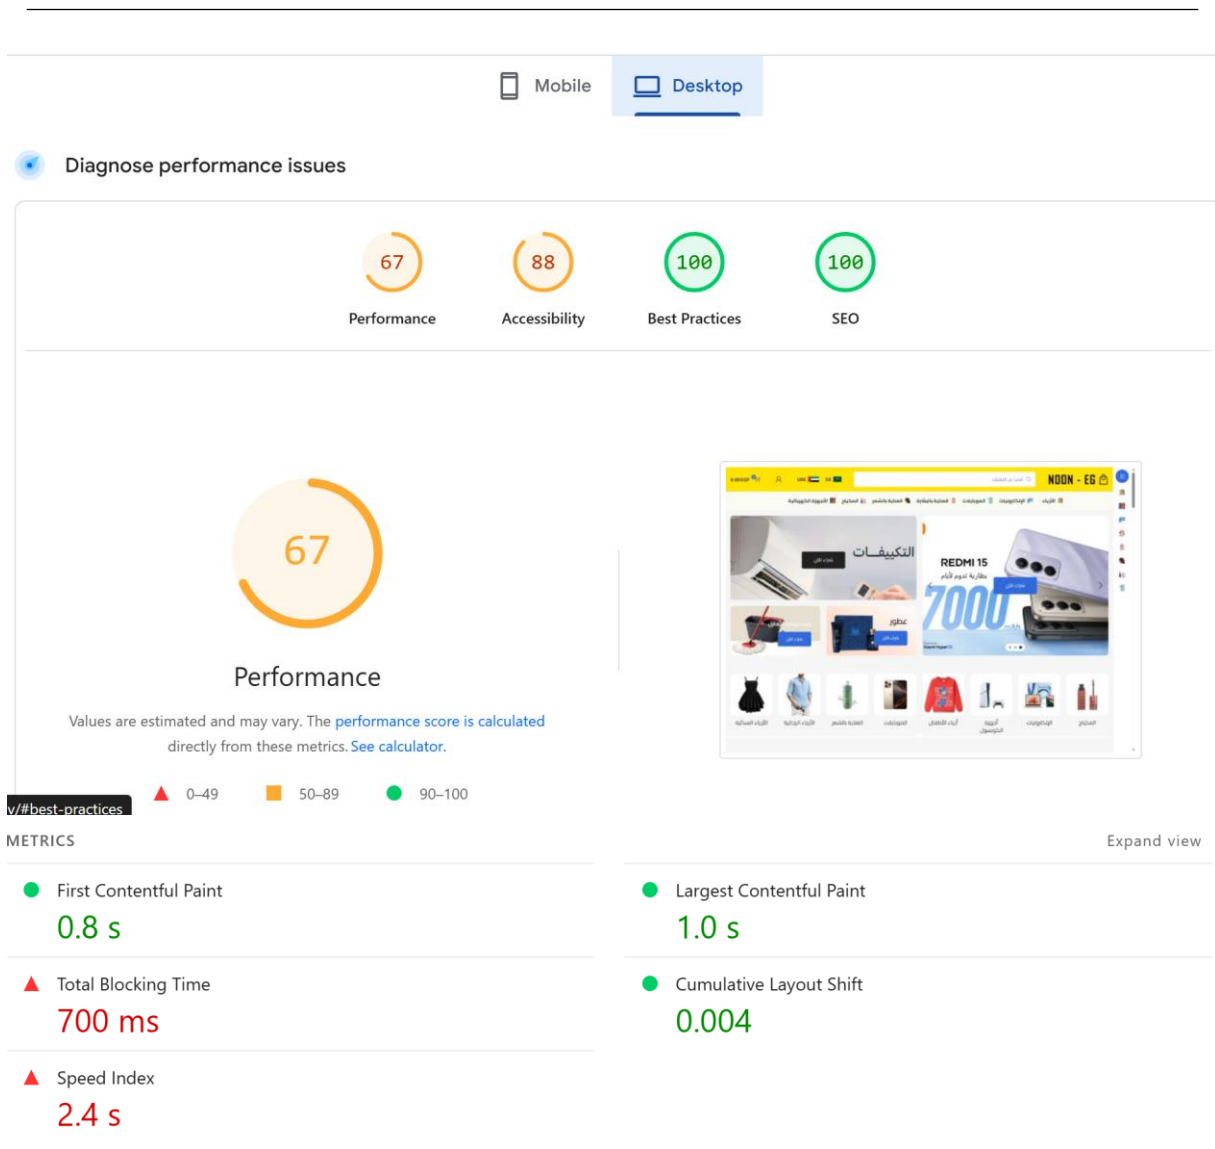 Mobile
Desktop
Diagnose performance issues
67
88
100
100
Performance
Accessibility
Best Practices
SEO
67
Performance
Values are estimated and may vary. The performance score is calculated
directly from these metrics. See calculator.
0–49
50–89
90–100
v/#best-practices
NOON - EG
التكييفات
REDMI 15
بطارية تدوم لأيام
7000
عطور
METRICS
Expand view
First Contentful Paint
0.8 s
Largest Contentful Paint
1.0 s
Total Blocking Time
700 ms
Cumulative Layout Shift
0.004
Speed Index
2.4 s